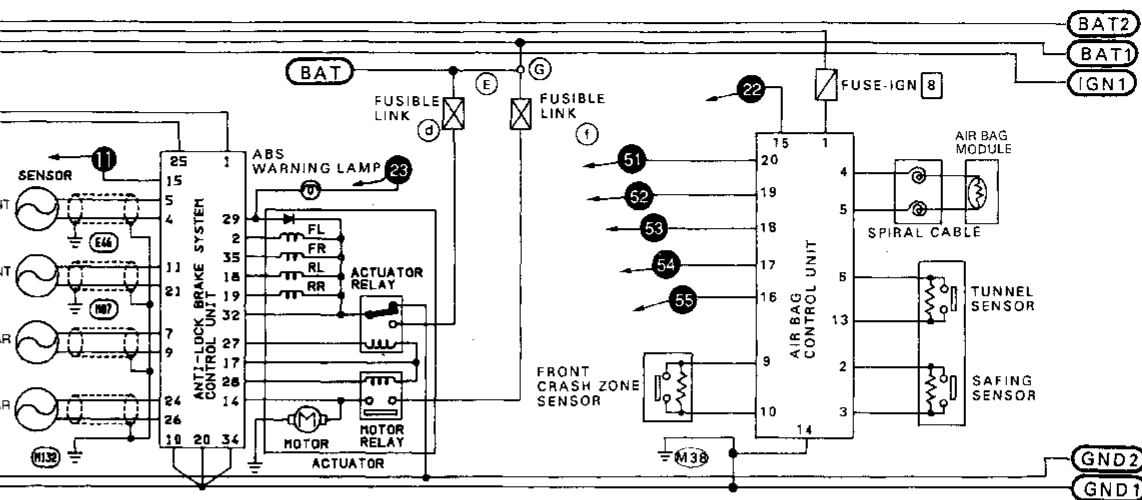 BAT2
BAT1
IGN1
BAT
G
E
FUSIBLE
LINK
d
FUSIBLE
LINK
f
22
FUSE-IGN 8
15
1
11
SENSOR
25
1
15
5
4
E46
11
21
M07
7
9
24
26
M132
10
20
34
ANTI-LOCK BRAKE SYSTEM
CONTROL UNIT
ABS
WARNING LAMP
23
29
2
35
18
19
32
27
17
28
14
FL
FR
RL
RR
ACTUATOR
RELAY
M
MOTOR
MOTOR
RELAY
ACTUATOR
51
52
53
54
55
20
19
18
17
16
9
10
14
AIR BAG
CONTROL UNIT
4
5
6
13
2
3
AIR BAG
MODULE
SPIRAL CABLE
TUNNEL
SENSOR
SAFING
SENSOR
FRONT
CRASH ZONE
SENSOR
M38
GND2
GND1